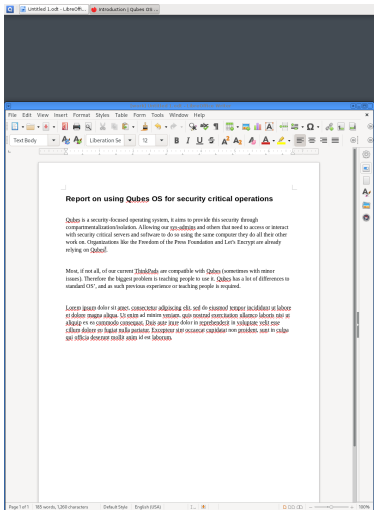 Untitled 1.odt - LibreOffi...
Introduction | Qubes OS ...
File Edit View Insert Format Styles Table Form Tools Window Help
Text Body
Liberation Se
12
Report on using Qubes OS for security critical operations
Qubes is a security-focused operating system, it aims to provide this security through
compartmentalization/isolation. Allowing our sys-admins and others that need to access or interact
with security critical servers and software to do so using the same computer they do all their other
work on. Organizations like the Freedom of the Press Foundation and Let's Encrypt are already
relying on Qubes
Most, if not all, of our current ThinkPads are compatible with Qubes (sometimes with minor
issues). Therefore the biggest problem is teaching people to use it. Qubes has a lot of differences to
standard OS', and as such previous experience or teaching people is required.
Lorem ipsum dolor sit amet, consectetur adipiscing elit, sed do eiusmod tempor incididunt ut labore
et dolore magna aliqua. Ut enim ad minim veniam, quis nostrud exercitation ullamco laboris nisi ut
aliquip ex ea commodo consequat. Duis aute irure dolor in reprehenderit in voluptate velit esse
cillum dolore eu fugiat nulla pariatur. Excepteur sint occaecat cupidatat non proident, sunt in culpa
qui officia deserunt mollit anim id est laborum.
Page 1 of 1 185 words, 1,203 characters Default Style English (USA) 100%